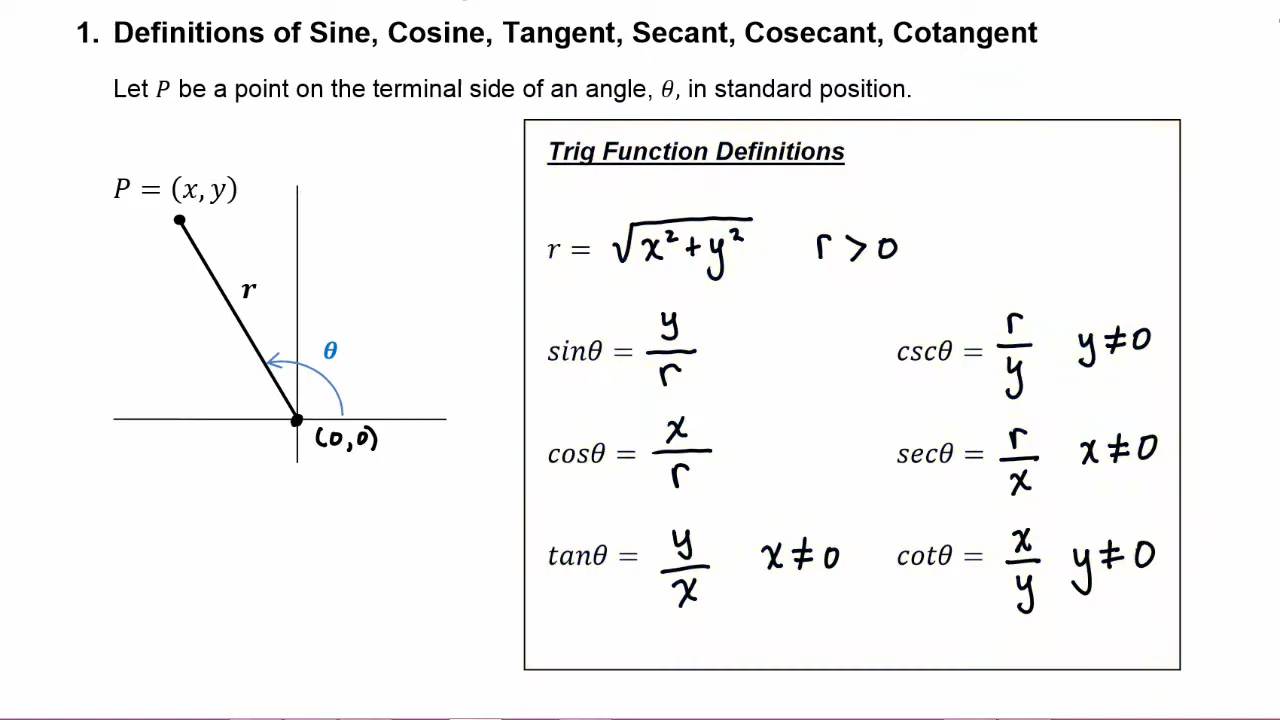 1. Definitions of Sine, Cosine, Tangent, Secant, Cosecant, Cotangent
Let P be a point on the terminal side of an angle, θ, in standard position.
P = (x, y)
r
θ
(0,0)
Trig Function Definitions
r = √(x² + y²) r > 0
sinθ = y/r cscθ = r/y y ≠ 0
cosθ = x/r secθ = r/x x ≠ 0
tanθ = y/x x ≠ 0 cotθ = x/y y ≠ 0